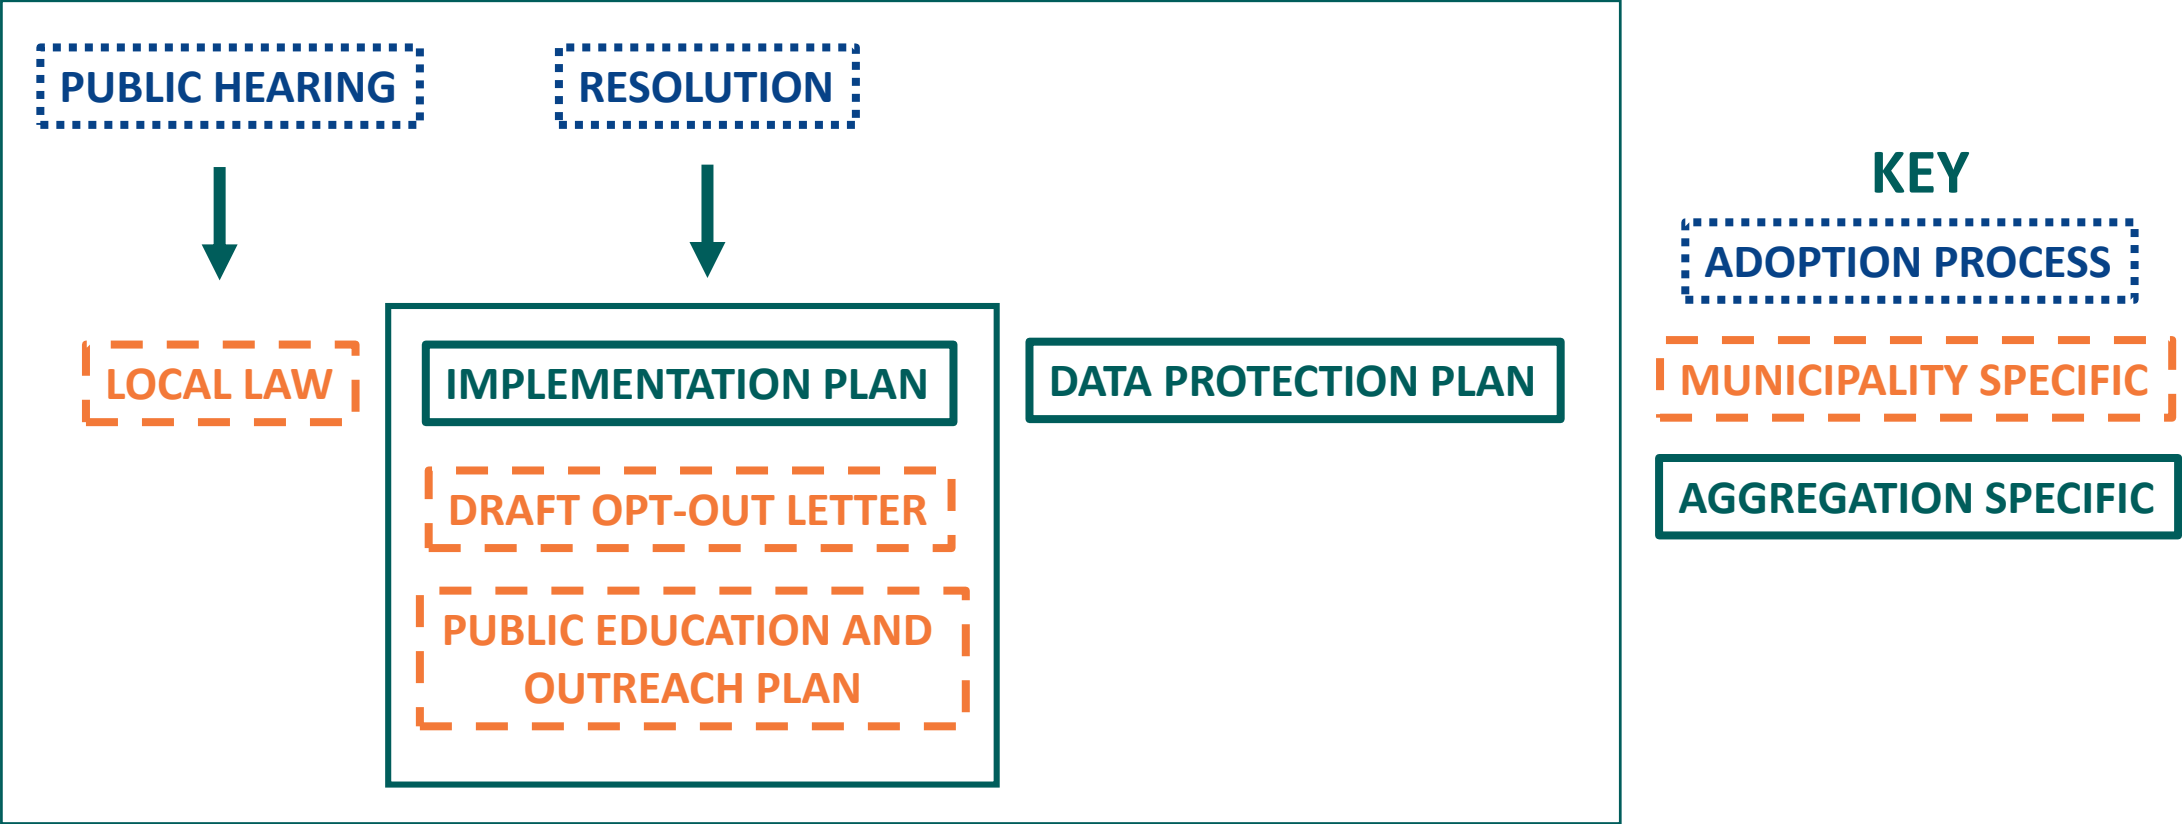 PUBLIC HEARING
RESOLUTION
LOCAL LAW
IMPLEMENTATION PLAN
DATA PROTECTION PLAN
DRAFT OPT-OUT LETTER
PUBLIC EDUCATION AND
OUTREACH PLAN
KEY
ADOPTION PROCESS
MUNICIPALITY SPECIFIC
AGGREGATION SPECIFIC